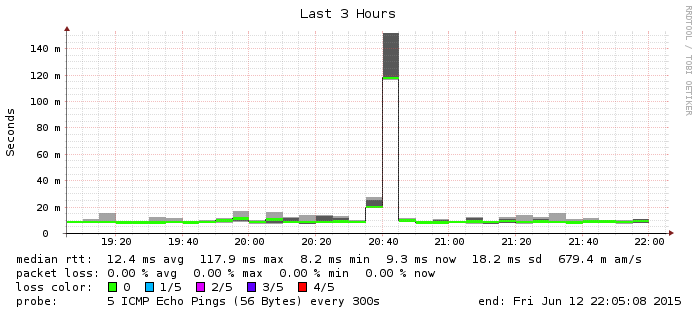 Last 3 Hours
RRDTOOL / TOBI OETIKER
Seconds
140 m
120 m
100 m
80 m
60 m
40 m
20 m
0
19:20 19:40 20:00 20:20 20:40 21:00 21:20 21:40 22:00
median rtt: 12.4 ms avg 117.9 ms max 8.2 ms min 9.3 ms now 18.2 ms sd 679.4 m am/s
packet loss: 0.00 % avg 0.00 % max 0.00 % min 0.00 % now
loss color: 0 1/5 2/5 3/5 4/5
probe: 5 ICMP Echo Pings (56 Bytes) every 300s end: Fri Jun 12 22:05:08 2015